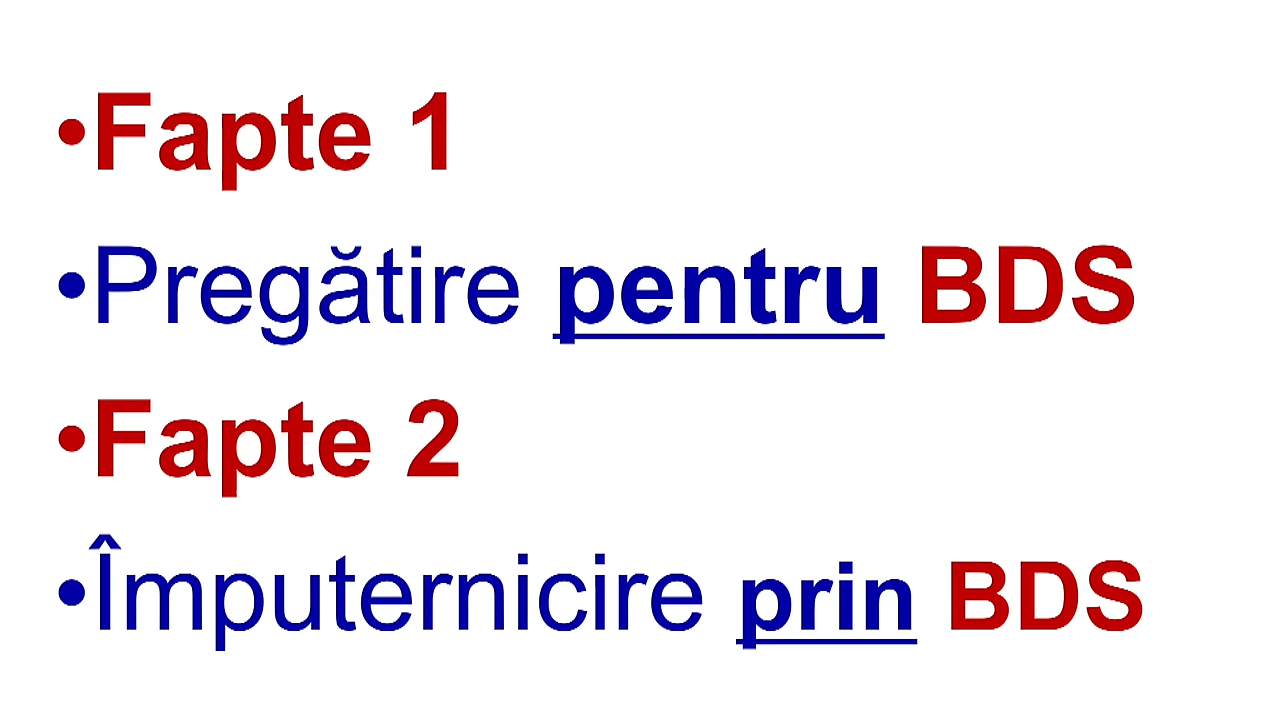 •Fapte 1
•Pregătire pentru BDS
•Fapte 2
•Împuternicire prin BDS